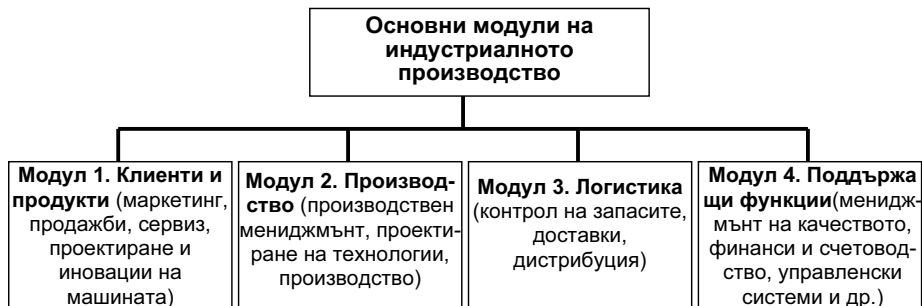 Основни модули на
индустриалното
производство
Модул 1. Клиенти и
продукти (маркетинг,
продажби, сервиз,
проектиране и
иновации на
машината)
Модул 2. Производ-
ство (производствен
мениджмънт, проекти-
ране на технологии,
производство)
Модул 3. Логистика
(контрол на запасите,
доставки,
дистрибуция)
Модул 4. Поддържа
щи функции(менидж-
мънт на качеството,
финанси и счетовод-
ство, управленски
системи и др.)